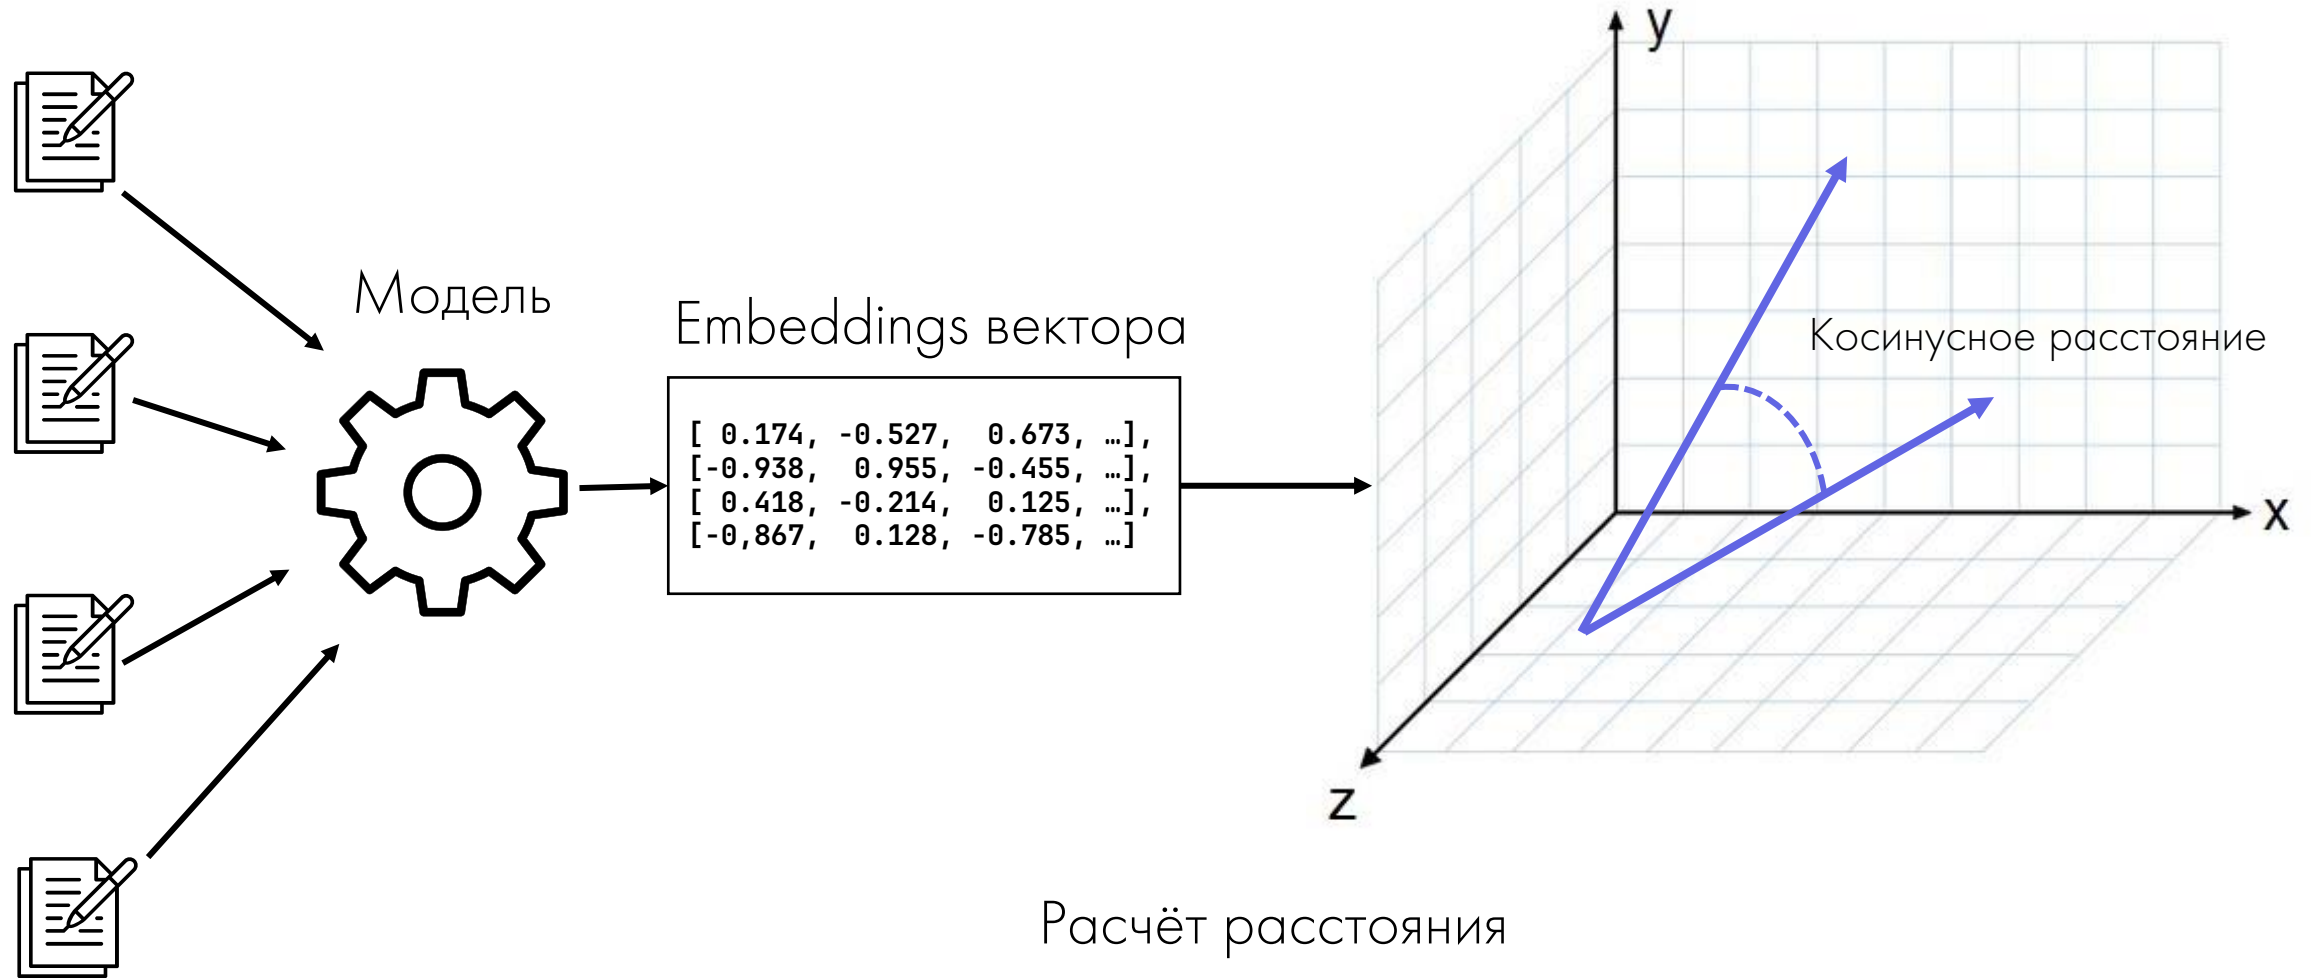 y
Модель
Embeddings вектора
Косинусное расстояние
[ 0.174, -0.527,  0.673, …],
[-0.938,  0.955, -0.455, …],
[ 0.418, -0.214,  0.125, …],
[-0,867,  0.128, -0.785, …]
x
z
Расчёт расстояния